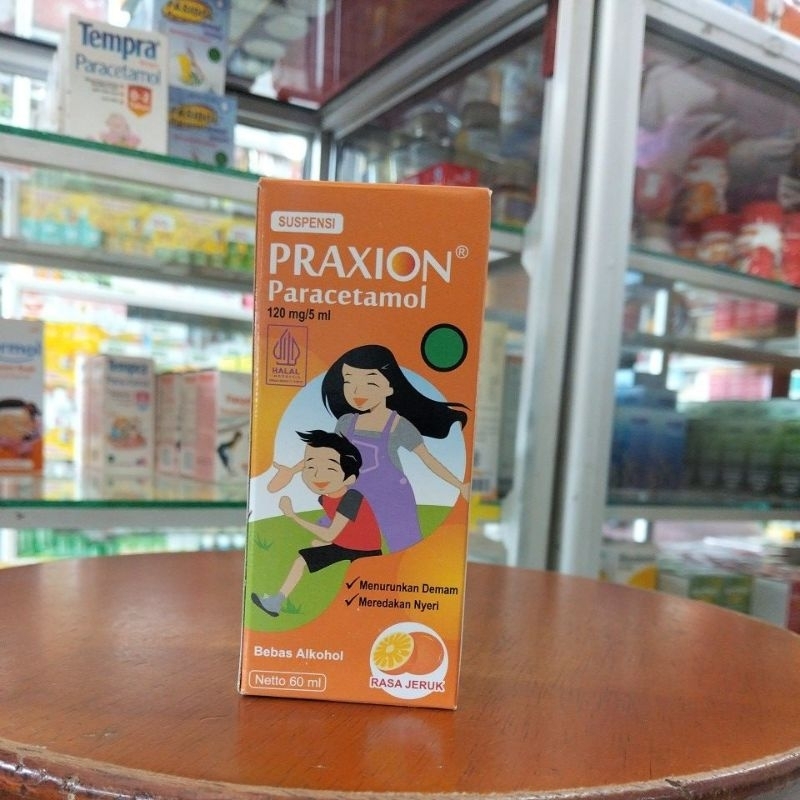 Tempra
Paracetamol
SUSPENSI
PRAXION®
Paracetamol
120 mg/5 ml
HALAL
Menurunkan Demam
Meredakan Nyeri
Bebas Alkohol
Netto 60 ml
RASA JERUK
Tempra